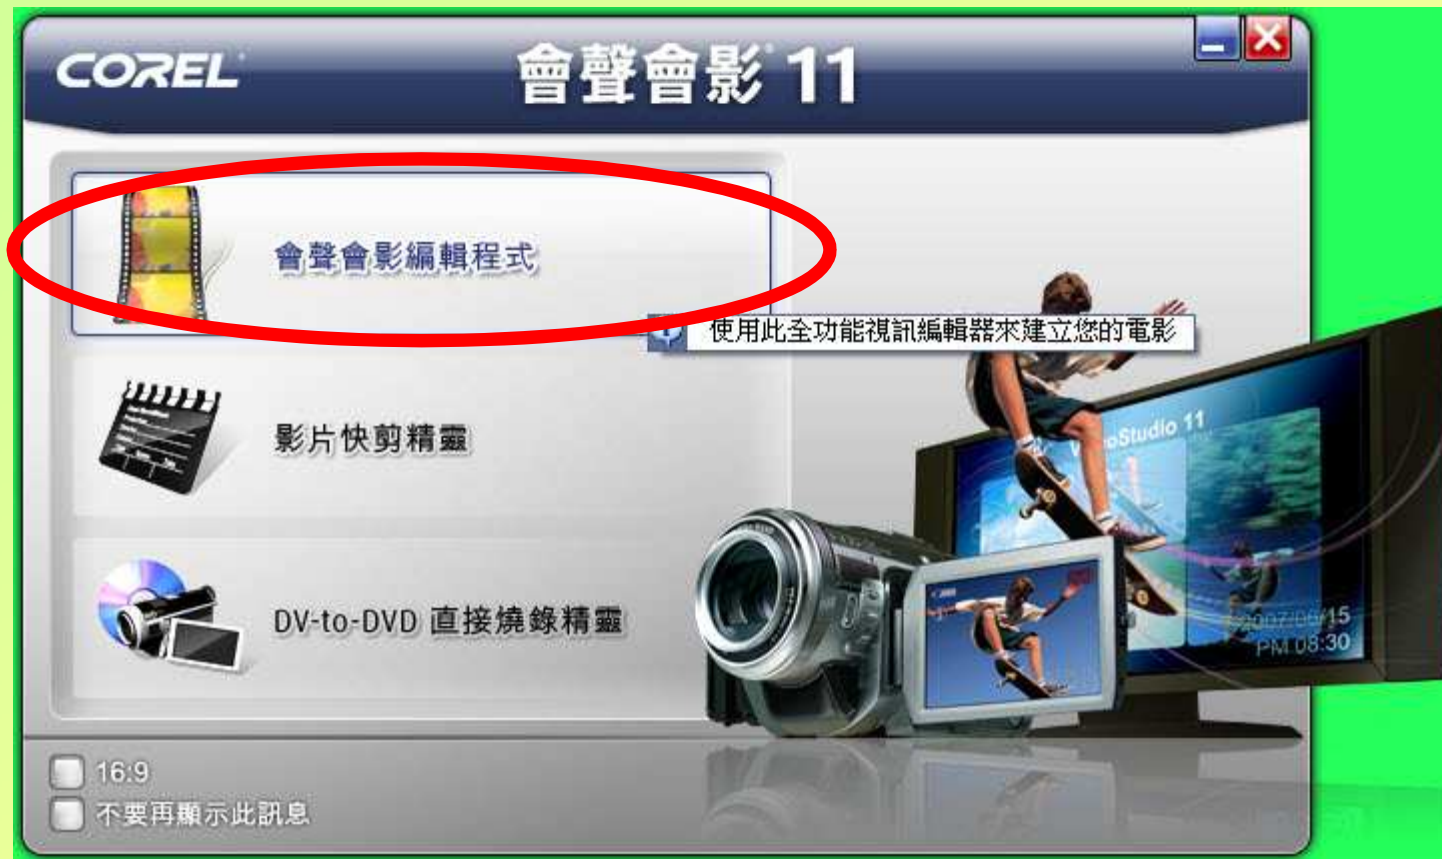 COREL
會聲會影 11
會聲會影編輯程式
使用此全功能視訊編輯器來建立您的電影
影片快剪精靈
DV-to-DVD 直接燒錄精靈
Studio 11
2007/06/15
PM 08:30
16:9
不要再顯示此訊息